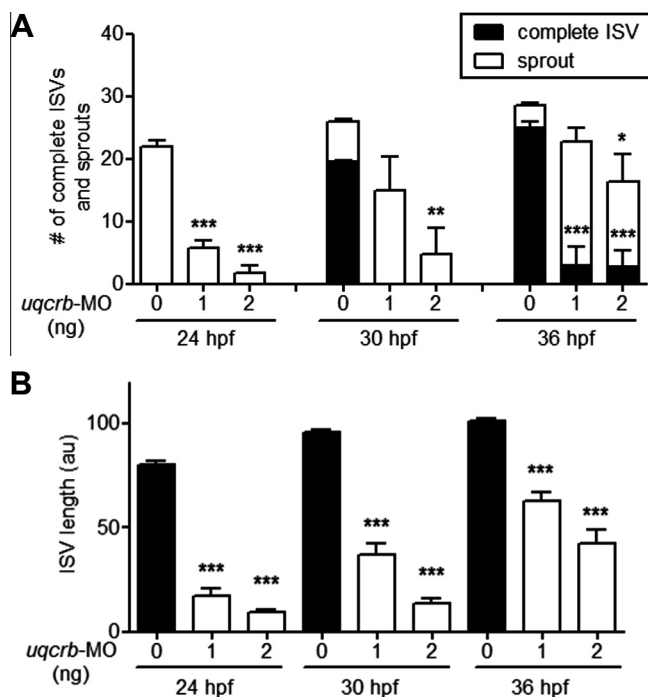 A
complete ISV
sprout
# of complete ISVs
and sprouts
40
30
20
10
0
*** *** ** *** * ***
uqcrb-MO
(ng)
0 1 2 0 1 2 0 1 2
24 hpf 30 hpf 36 hpf
B
ISV length (au)
100
50
0
*** *** *** *** *** ***
uqcrb-MO
(ng)
0 1 2 0 1 2 0 1 2
24 hpf 30 hpf 36 hpf